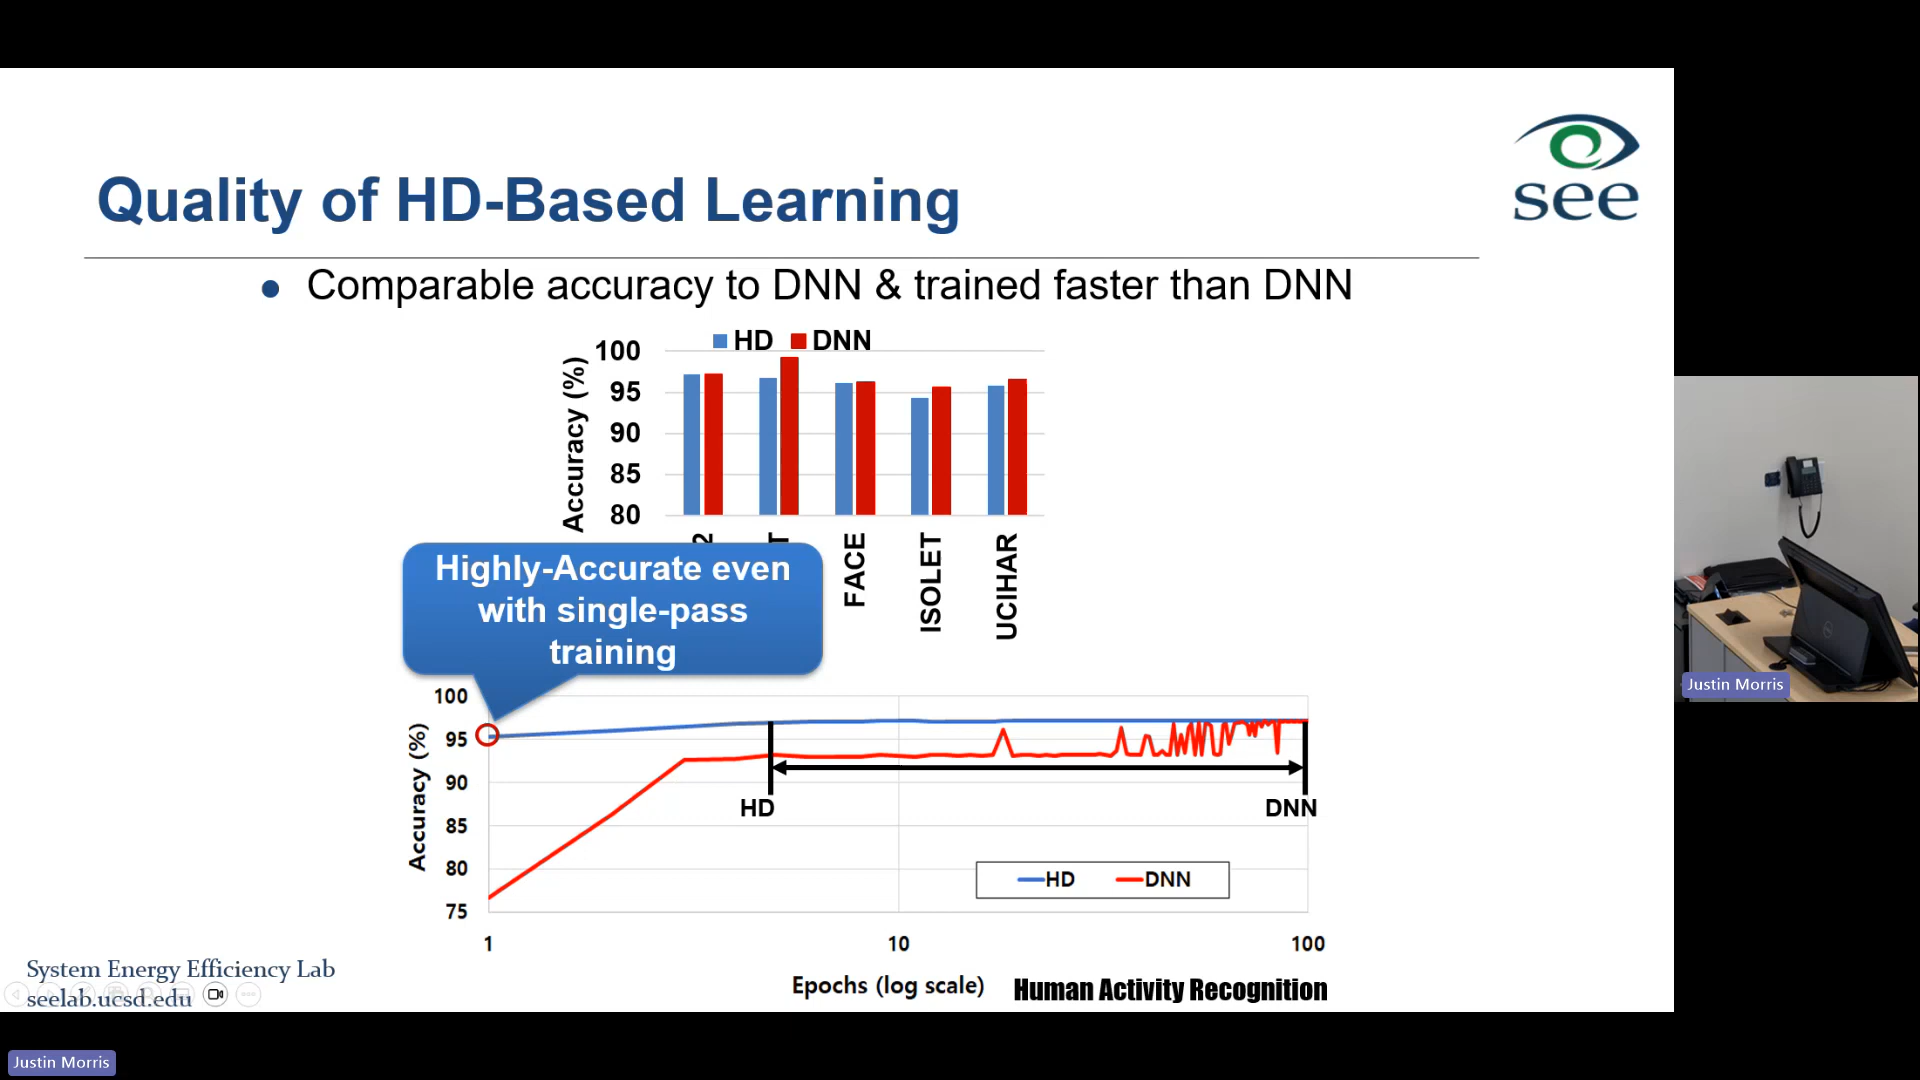 see
Quality of HD-Based Learning
Comparable accuracy to DNN & trained faster than DNN
HD DNN
Accuracy (%)
100
95
90
85
80
FACE
ISOLET
UCIHAR
Highly-Accurate even
with single-pass
training
Accuracy (%)
100
95
90
85
80
75
HD
DNN
HD DNN
1 10 100
Epochs (log scale) Human Activity Recognition
System Energy Efficiency Lab
seelab.ucsd.edu
Justin Morris
Justin Morris